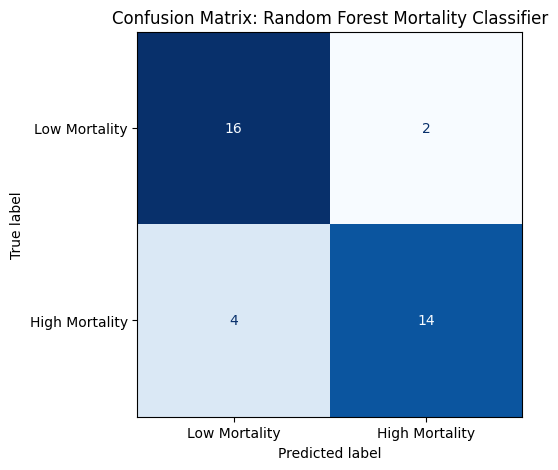 Confusion Matrix: Random Forest Mortality Classifier
True label
Low Mortality
16
2
High Mortality
4
14
Low Mortality
High Mortality
Predicted label